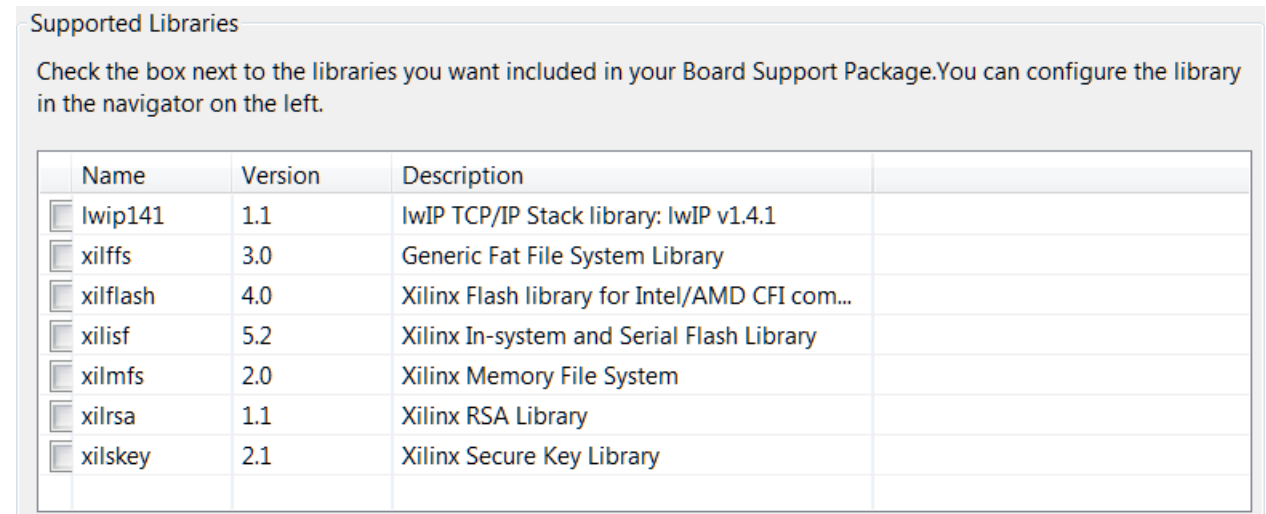 Supported Libraries
Check the box next to the libraries you want included in your Board Support Package.You can configure the library
in the navigator on the left.
Name Version Description
lwip141 1.1 lwIP TCP/IP Stack library: lwIP v1.4.1
xilffs 3.0 Generic Fat File System Library
xilflash 4.0 Xilinx Flash library for Intel/AMD CFI com...
xilisf 5.2 Xilinx In-system and Serial Flash Library
xilmfs 2.0 Xilinx Memory File System
xilrsa 1.1 Xilinx RSA Library
xilskey 2.1 Xilinx Secure Key Library